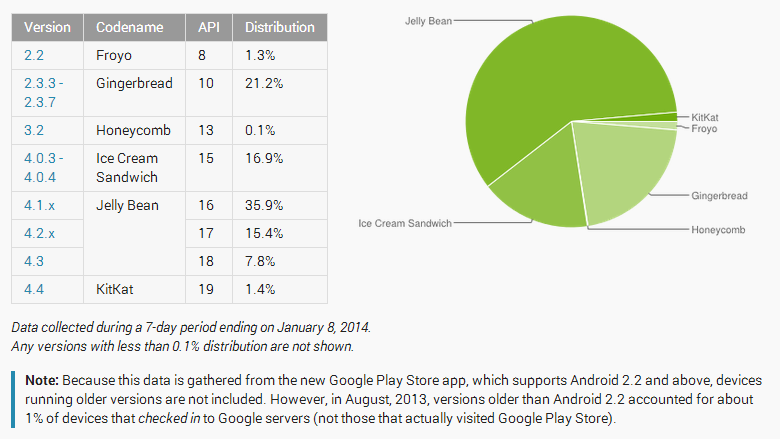 Version Codename API Distribution
2.2 Froyo 8 1.3%
2.3.3 - Gingerbread 10 21.2%
2.3.7
3.2 Honeycomb 13 0.1%
4.0.3 - Ice Cream 15 16.9%
4.0.4 Sandwich
4.1.x Jelly Bean 16 35.9%
4.2.x 17 15.4%
4.3 18 7.8%
4.4 KitKat 19 1.4%
Jelly Bean
KitKat
Froyo
Gingerbread
Ice Cream Sandwich
Honeycomb
Data collected during a 7-day period ending on January 8, 2014.
Any versions with less than 0.1% distribution are not shown.
Note: Because this data is gathered from the new Google Play Store app, which supports Android 2.2 and above, devices
running older versions are not included. However, in August, 2013, versions older than Android 2.2 accounted for about
1% of devices that checked in to Google servers (not those that actually visited Google Play Store).